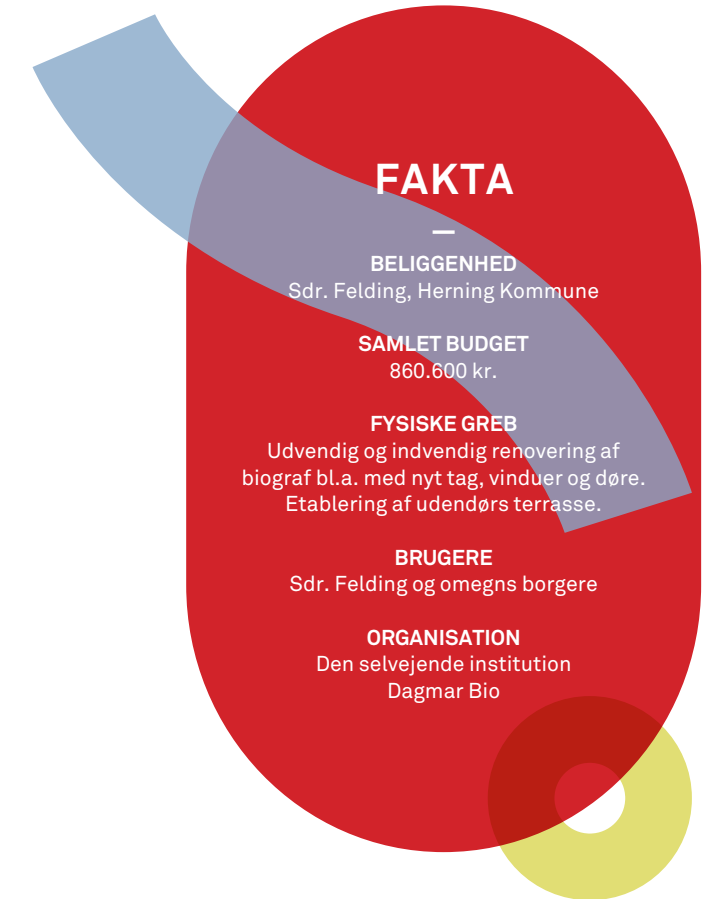 FAKTA
—
BELIGGENHED
Sdr. Felding, Herning Kommune
SAMLET BUDGET
860.600 kr.
FYSISKE GREB
Udvendig og indvendig renovering af
biograf bl.a. med nyt tag, vinduer og døre.
Etablering af udendørs terrasse.
BRUGERE
Sdr. Felding og omegns borgere
ORGANISATION
Den selvejende institution
Dagmar Bio